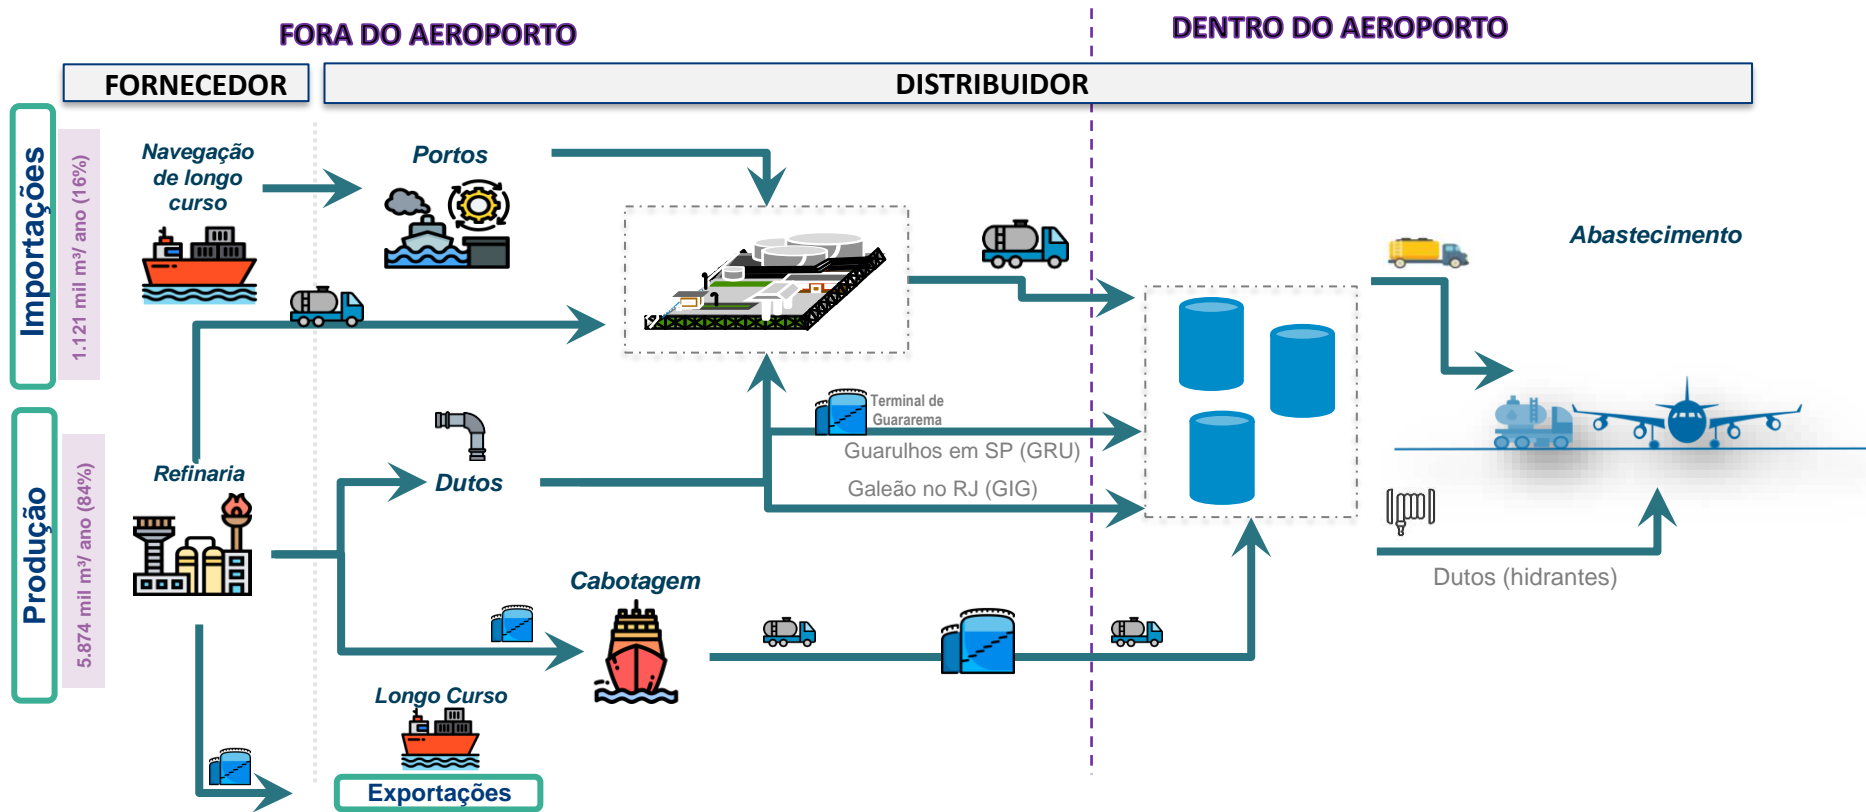 FORA DO AEROPORTO
DENTRO DO AEROPORTO
FORNECEDOR
DISTRIBUIDOR
Importações
1.121 mil m³/ ano (16%)
Navegação
de longo
curso
Portos
Abastecimento
Terminal de
Guararema
Guarulhos em SP (GRU)
Galeão no RJ (GIG)
Produção
5.874 mil m³/ ano (84%)
Refinaria
Dutos
Dutos (hidrantes)
Cabotagem
Longo Curso
Exportações